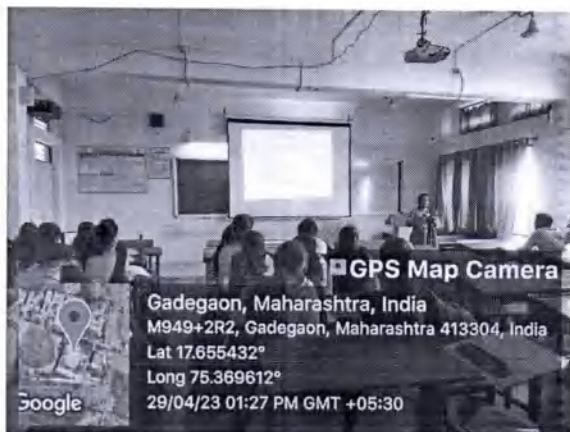 GPS Map Camera
Gadegaon, Maharashtra, India
M949+2R2, Gadegaon, Maharashtra 413304, India
Lat 17.655432°
Long 75.369612°
29/04/23 01:27 PM GMT +05:30
Google